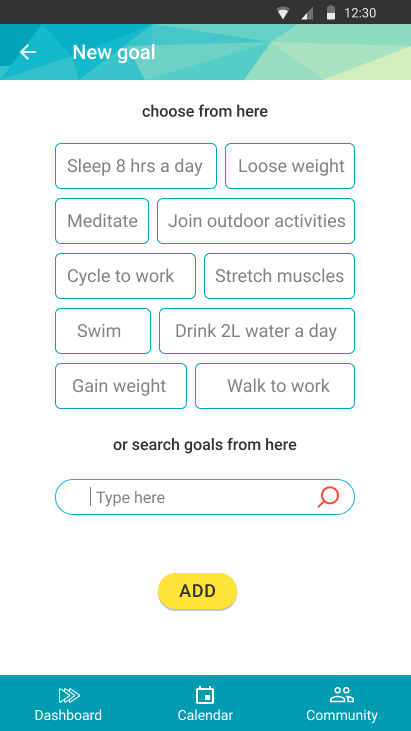 12:30
New goal
choose from here
Sleep 8 hrs a day Loose weight
Meditate Join outdoor activities
Cycle to work Stretch muscles
Swim Drink 2L water a day
Gain weight Walk to work
or search goals from here
Type here
ADD
Dashboard Calendar Community